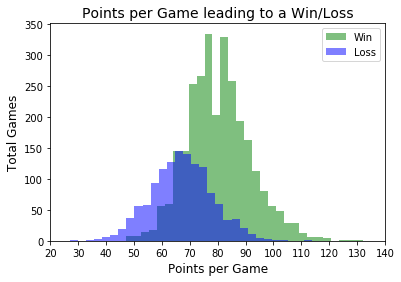 Points per Game leading to a Win/Loss
Total Games
350
300
250
200
150
100
50
0
Win
Loss
20 30 40 50 60 70 80 90 100 110 120 130 140
Points per Game